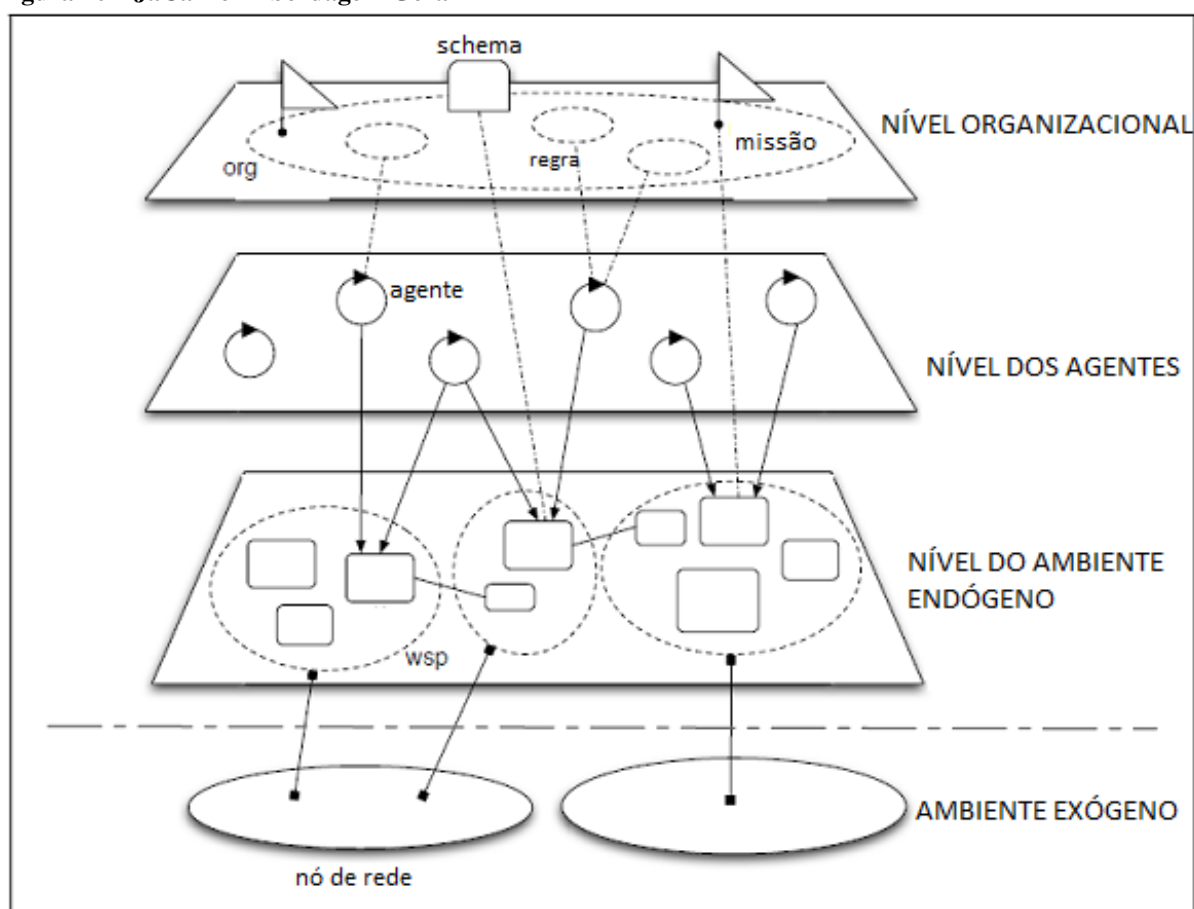 schema
NÍVEL ORGANIZACIONAL
missão
regra
org
agente
NÍVEL DOS AGENTES
NÍVEL DO AMBIENTE
ENDÓGENO
wsp
AMBIENTE EXÓGENO
nó de rede